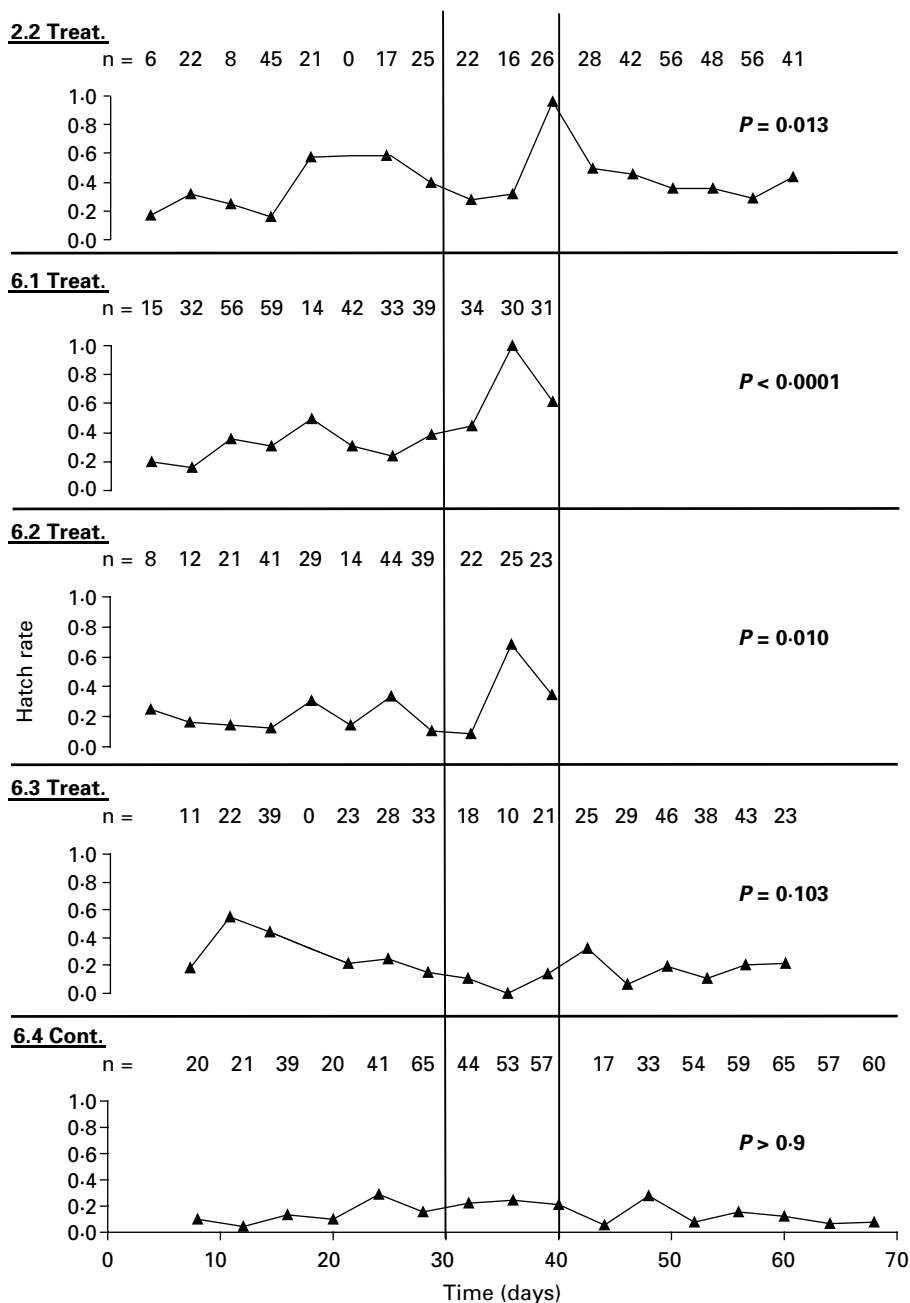 2.2 Treat.
n = 6 22 8 45 21 0 17 25 22 16 26 28 42 56 48 56 41
1·0
0·8
0·6
0·4
0·2
0·0
P = 0·013
6.1 Treat.
n = 15 32 56 59 14 42 33 39 34 30 31
1·0
0·8
0·6
0·4
0·2
0·0
P < 0·0001
6.2 Treat.
n = 8 12 21 41 29 14 44 39 22 25 23
1·0
0·8
0·6
0·4
0·2
0·0
Hatch rate
P = 0·010
6.3 Treat.
n = 11 22 39 0 23 28 33 18 10 21 25 29 46 38 43 23
1·0
0·8
0·6
0·4
0·2
0·0
P = 0·103
6.4 Cont.
n = 20 21 39 20 41 65 44 53 57 17 33 54 59 65 57 60
1·0
0·8
0·6
0·4
0·2
0·0
P > 0·9
0 10 20 30 40 50 60 70
Time (days)